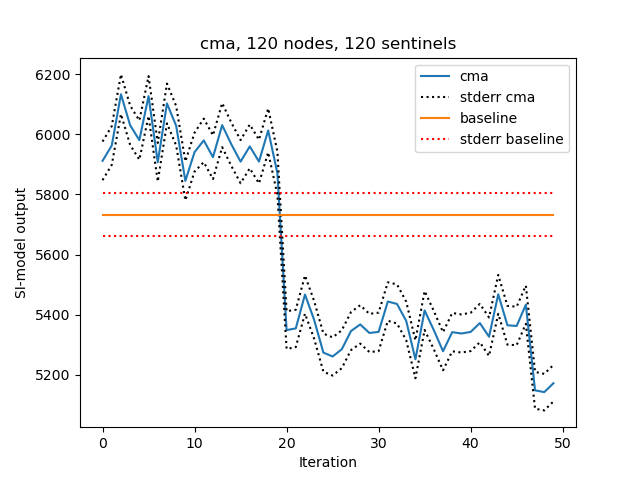 cma, 120 nodes, 120 sentinels
SI-model output
6200
6000
5800
5600
5400
5200
cma
stderr cma
baseline
stderr baseline
0 10 20 30 40 50
Iteration